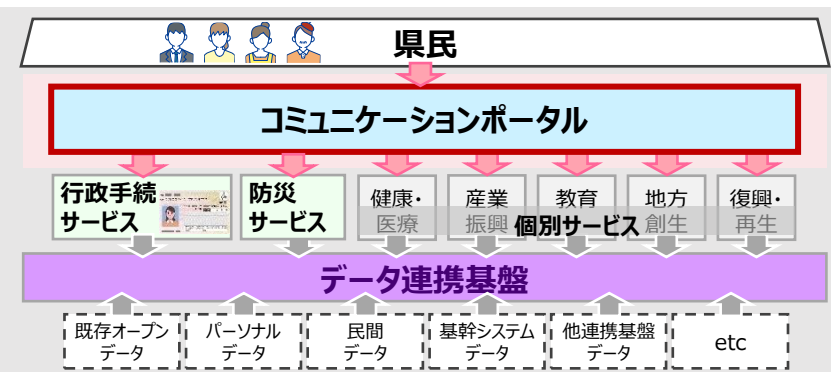 県民
コミュニケーションポータル
行政手続
サービス
防災
サービス
健康・
医療
産業
振興
教育
地方
創生
復興・
再生
個別サービス
データ連携基盤
既存オープン
データ
パーソナル
データ
民間
データ
基幹システム
データ
他連携基盤
データ
etc